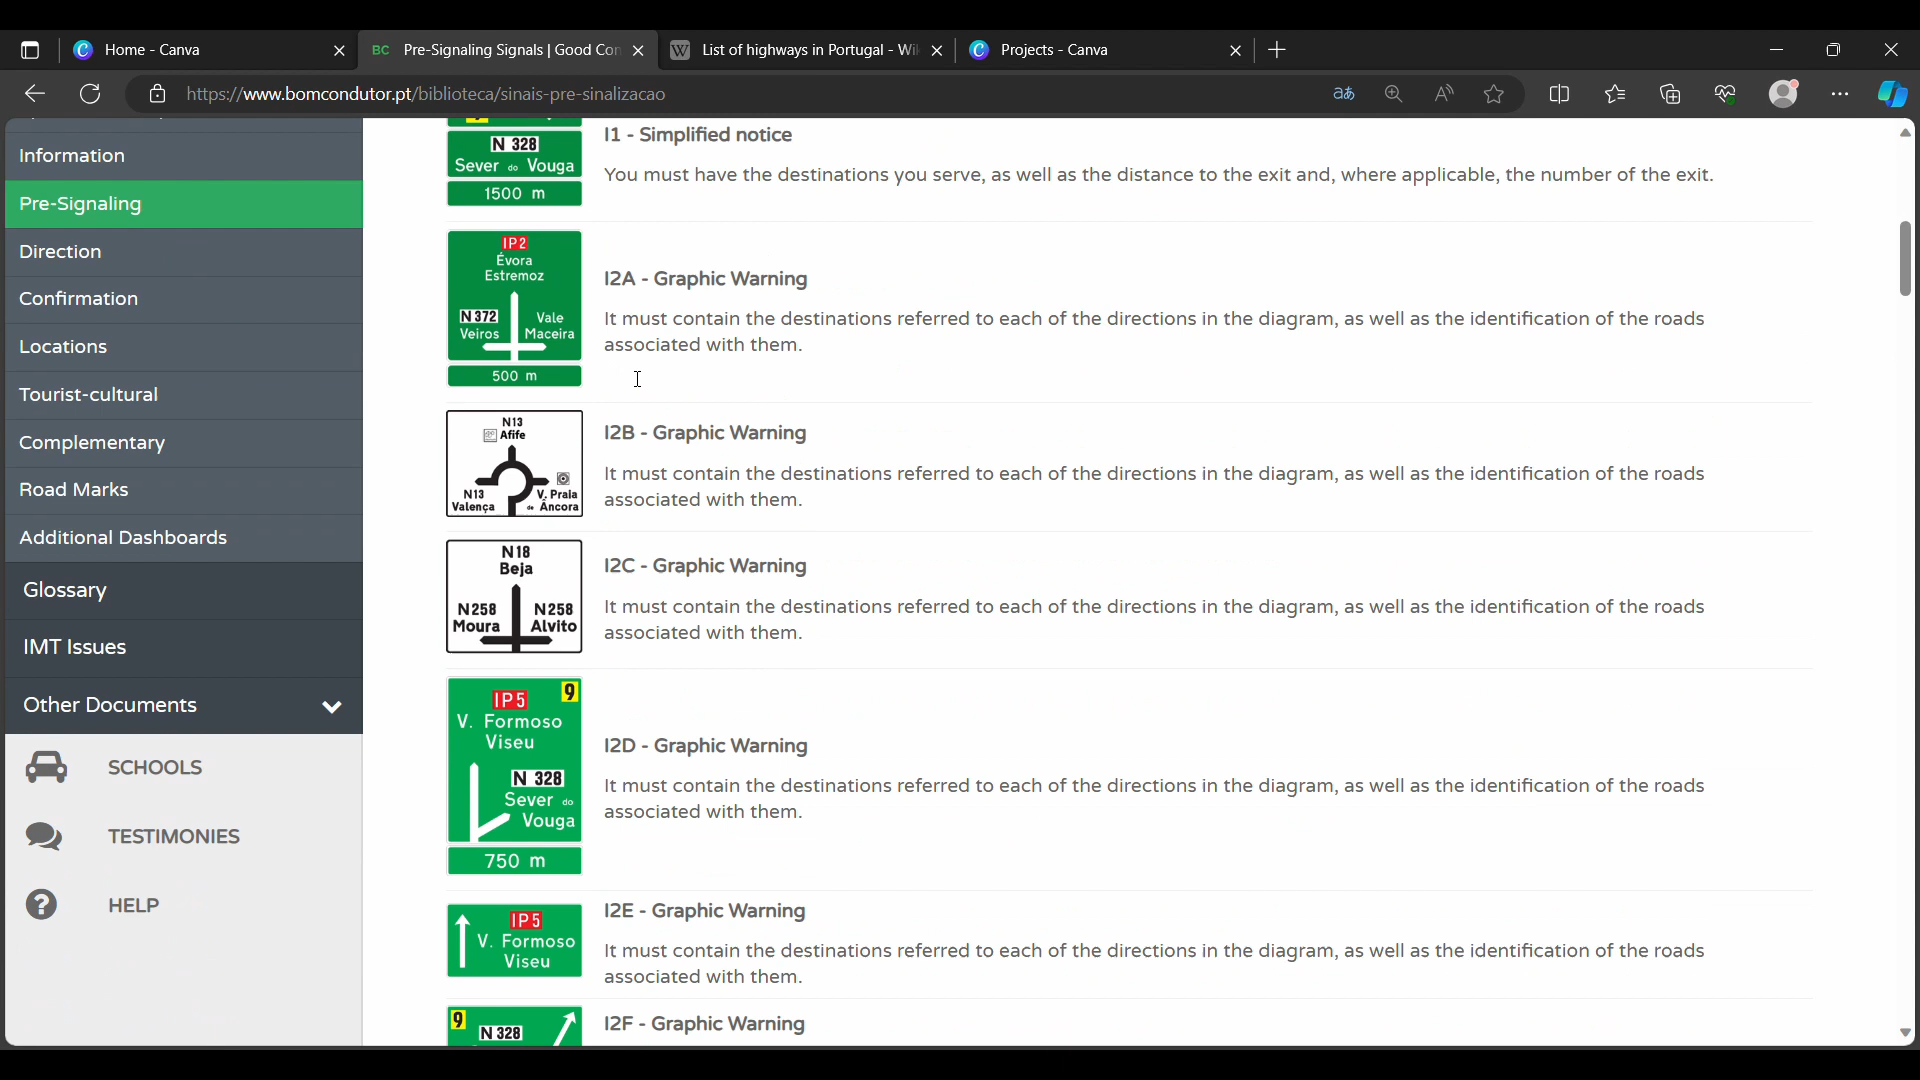 Home - Canva
BC Pre-Signaling Signals | Good Con
W List of highways in Portugal - Wik
Projects - Canva
https://www.bomcondutor.pt/biblioteca/sinais-pre-sinalizacao
Information
Pre-Signaling
Direction
Confirmation
Locations
Tourist-cultural
Complementary
Road Marks
Additional Dashboards
Glossary
IMT Issues
Other Documents
SCHOOLS
TESTIMONIES
HELP
N 328
Sever do Vouga
1500 m
I1 - Simplified notice
You must have the destinations you serve, as well as the distance to the exit and, where applicable, the number of the exit.
IP2
Évora
Estremoz
N 372
Veiros
Vale
Maceira
500 m
I2A - Graphic Warning
It must contain the destinations referred to each of the directions in the diagram, as well as the identification of the roads
associated with them.
N13
Afife
N13
Valença
V. Praia
de Âncora
I2B - Graphic Warning
It must contain the destinations referred to each of the directions in the diagram, as well as the identification of the roads
associated with them.
N18
Beja
N258
Moura
N258
Alvito
I2C - Graphic Warning
It must contain the destinations referred to each of the directions in the diagram, as well as the identification of the roads
associated with them.
IP5
9
V. Formoso
Viseu
N 328
Sever do
Vouga
750 m
I2D - Graphic Warning
It must contain the destinations referred to each of the directions in the diagram, as well as the identification of the roads
associated with them.
IP5
V. Formoso
Viseu
I2E - Graphic Warning
It must contain the destinations referred to each of the directions in the diagram, as well as the identification of the roads
associated with them.
9
N 328
I2F - Graphic Warning